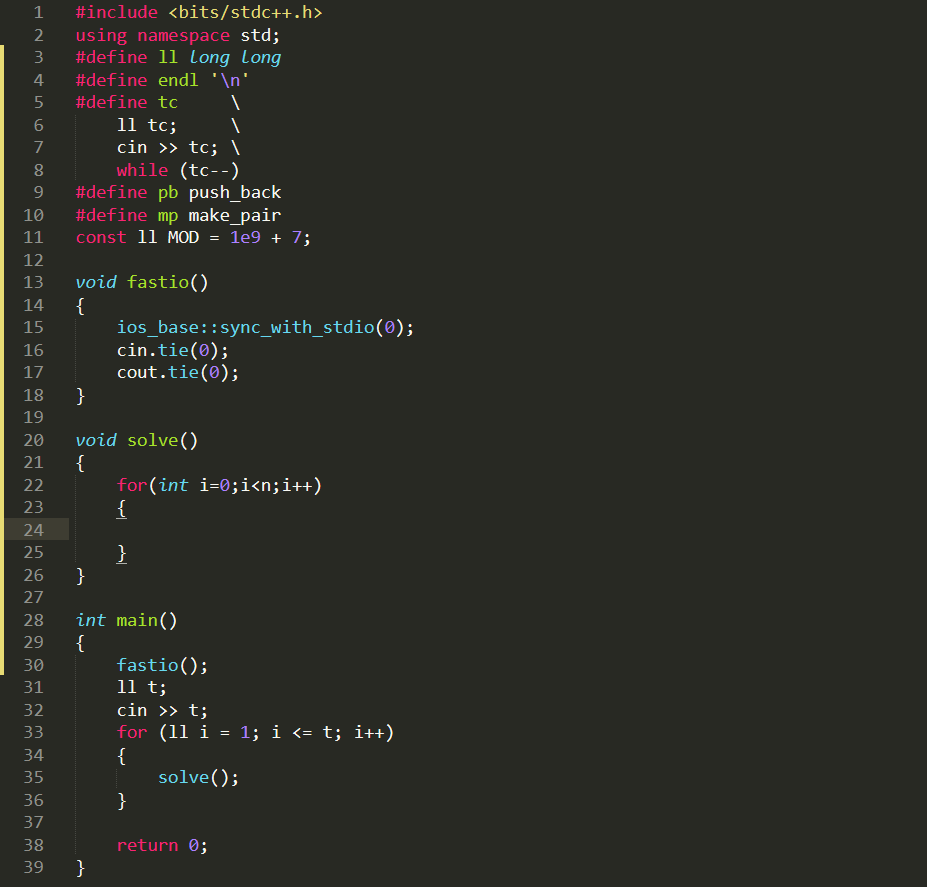 1 #include <bits/stdc++.h>
2 using namespace std;
3 #define ll long long
4 #define endl '\n'
5 #define tc     \
6     ll tc;     \
7     cin >> tc; \
8     while (tc--)
9 #define pb push_back
10 #define mp make_pair
11 const ll MOD = 1e9 + 7;
12
13 void fastio()
14 {
15     ios_base::sync_with_stdio(0);
16     cin.tie(0);
17     cout.tie(0);
18 }
19
20 void solve()
21 {
22     for(int i=0;i<n;i++)
23     {
24
25     }
26 }
27
28 int main()
29 {
30     fastio();
31     ll t;
32     cin >> t;
33     for (ll i = 1; i <= t; i++)
34     {
35         solve();
36     }
37
38     return 0;
39 }